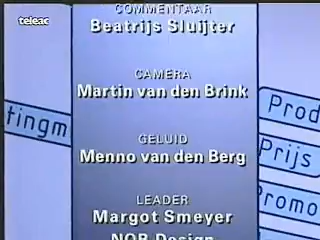 teleac
COMMENTAAR
Beatrijs Sluijter
CAMERA
Martin van den Brink
tingm
Prod
GELUID
Menno van den Berg
Prijs
LEADER
Margot Smeyer
Promo
NOB Design